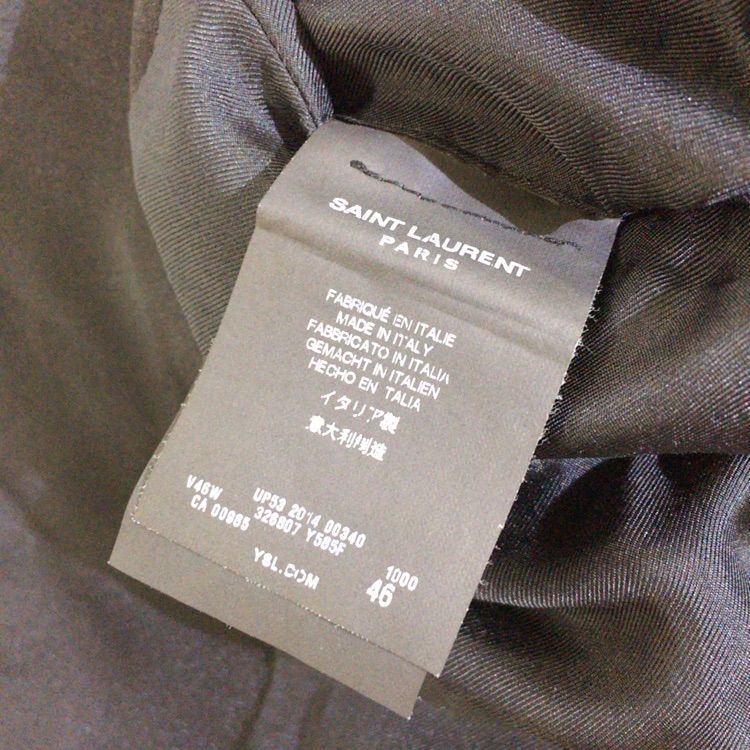 SAINT LAURENT
PARIS
FABRIQUÉ EN ITALIE
MADE IN ITALY
FABBRICATO IN ITALIA
GEMACHT IN ITALIEN
HECHO EN ITALIA
イタリア製
意大利制造
V46W UP53 2014 00340
CA 00985 326807 Y585F 1000
YSL.COM 46